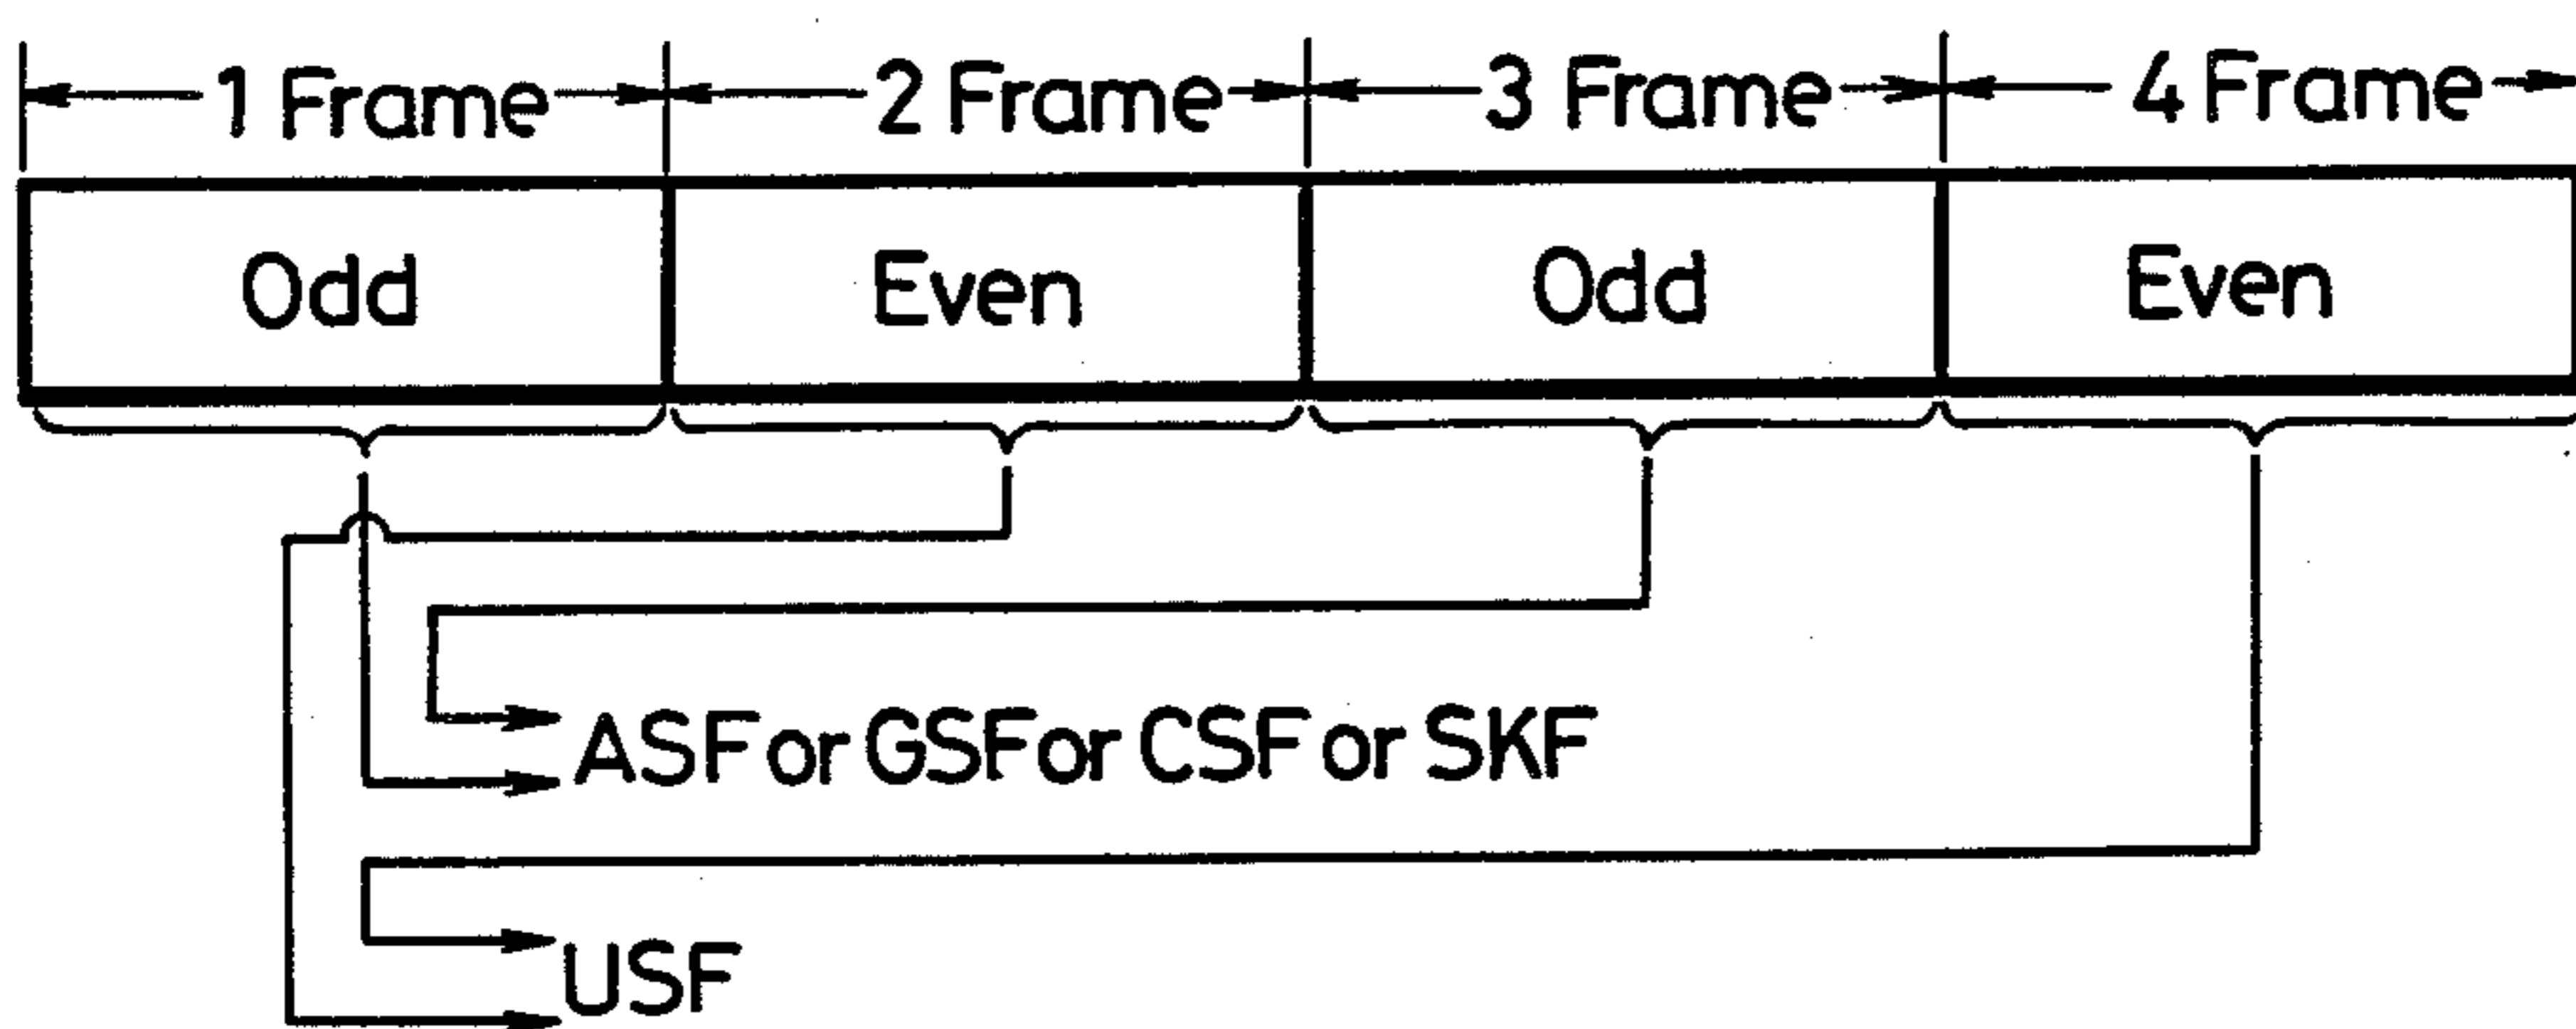 1 Frame 2 Frame 3 Frame 4 Frame
Odd Even Odd Even
ASF or GSF or CSF or SKF
USF